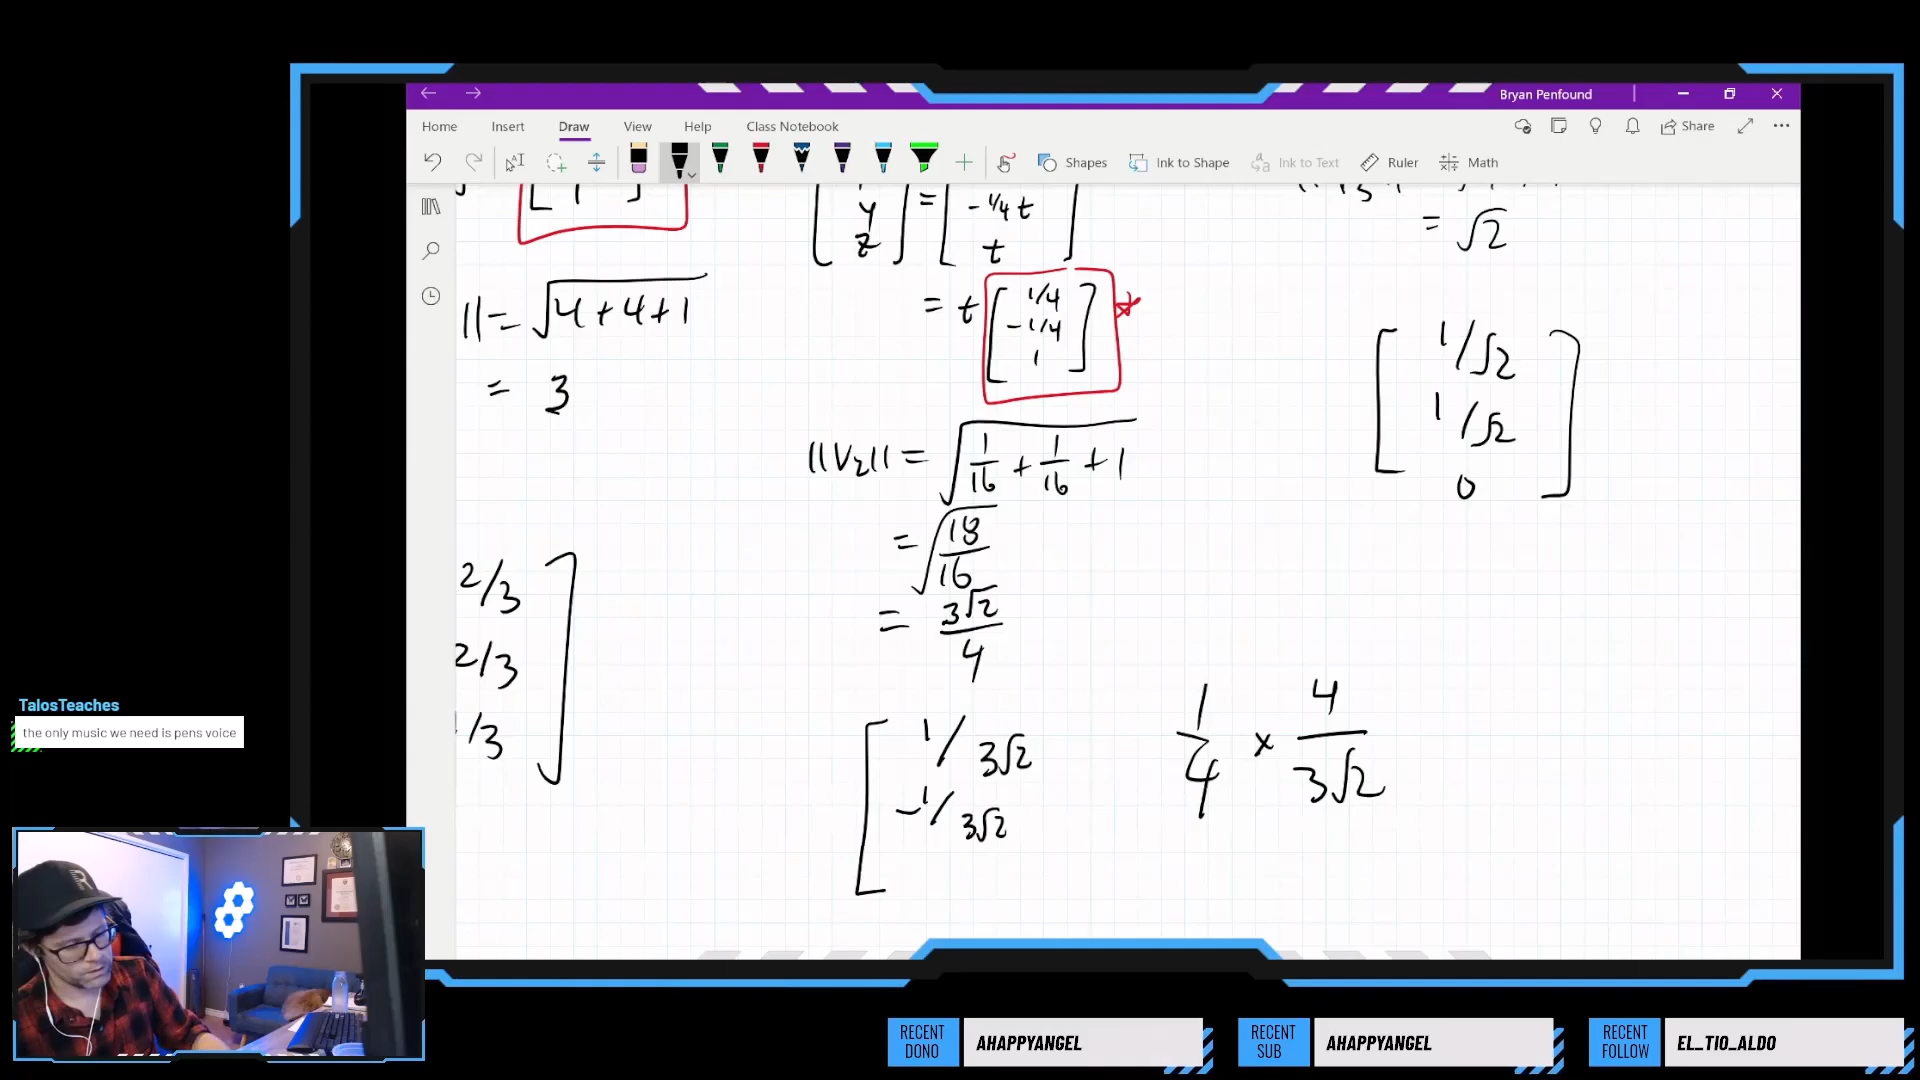 Bryan Penfound
Home Insert Draw View Help Class Notebook
Share
Shapes Ink to Shape Ink to Text Ruler Math
[ 1 ]
|| = √4+4+1
= 3
2/3
2/3
1/3
[ y z ] = [ -1/4 t t ]
= t [ 1/4 -1/4 1 ] *
||V2|| = √ 1/16 + 1/16 + 1
= √ 18/16
= 3√2/4
[ 1/3√2
-1/3√2
1/4 × 4/3√2
= √2
[ 1/√2
1/√2
0 ]
TalosTeaches
the only music we need is pens voice
RECENT DONO AHAPPYANGEL
RECENT SUB AHAPPYANGEL
RECENT FOLLOW EL_TIO_ALDO